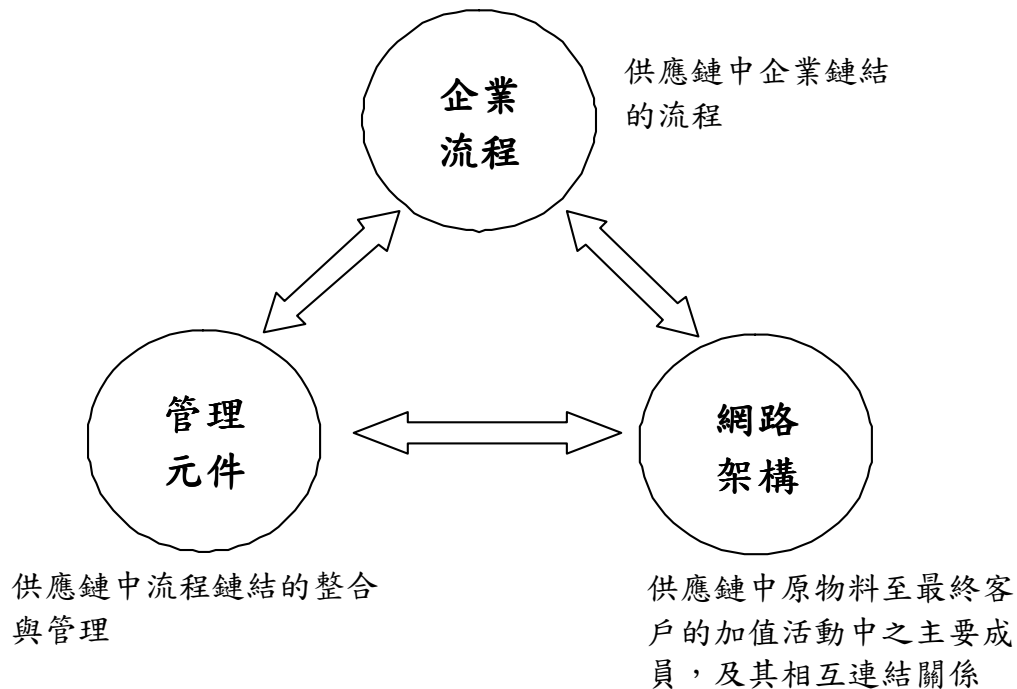 企業
流程
供應鏈中企業鏈結
的流程
管理
元件
網路
架構
供應鏈中流程鏈結的整合
與管理
供應鏈中原物料至最終客
戶的加值活動中之主要成
員，及其相互連結關係